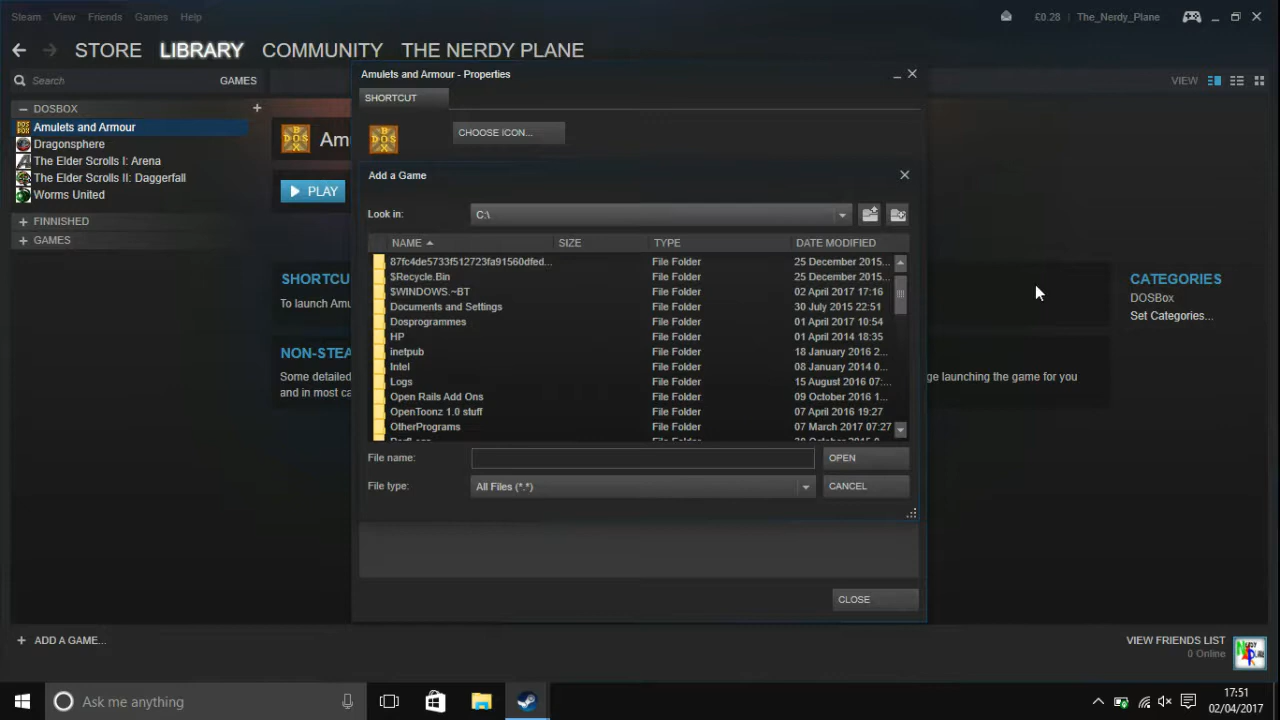 Steam View Friends Games Help
£0.28 | The_Nerdy_Plane
STORE LIBRARY COMMUNITY THE NERDY PLANE
Search GAMES
VIEW
Amulets and Armour - Properties
SHORTCUT
CHOOSE ICON...
DOSBOX
Amulets and Armour
Dragonsphere
The Elder Scrolls I: Arena
The Elder Scrolls II: Daggerfall
Worms United
FINNISHED
GAMES
Amu
PLAY
SHORTCU
To launch Amu
NON-STEA
Some detailed
and in most ca
Add a Game
Look in: C:\
NAME SIZE TYPE DATE MODIFIED
87fc4de5733f512723fa91560dfed... File Folder 25 December 2015...
$Recycle.Bin File Folder 25 December 2015...
$WINDOWS.~BT File Folder 02 April 2017 17:16
Documents and Settings File Folder 30 July 2015 22:51
Dosprogrammes File Folder 01 April 2017 10:54
HP File Folder 01 April 2014 18:35
inetpub File Folder 18 January 2016 2...
Intel File Folder 08 January 2014 0...
Logs File Folder 15 August 2016 07:...
Open Rails Add Ons File Folder 09 October 2016 1...
OpenToonz 1.0 stuff File Folder 07 April 2016 19:27
OtherPrograms File Folder 07 March 2017 07:27
PerfLogs File Folder 30 October 2015 0...
File name: OPEN
File type: All Files (*.*) CANCEL
CLOSE
CATEGORIES
DOSBox
Set Categories...
ge launching the game for you
ADD A GAME...
VIEW FRIENDS LIST
0 Online
NERDY
Ask me anything
17:51
02/04/2017